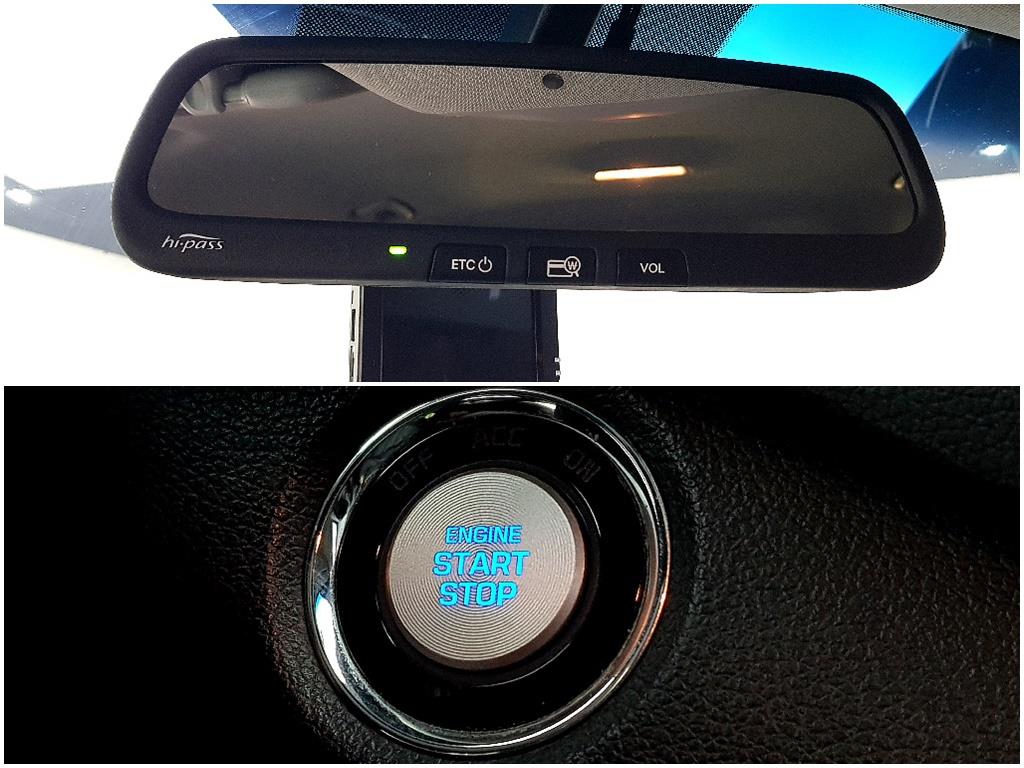 hi-pass
ETC
W
VOL
OFF ACC ON
ENGINE
START
STOP